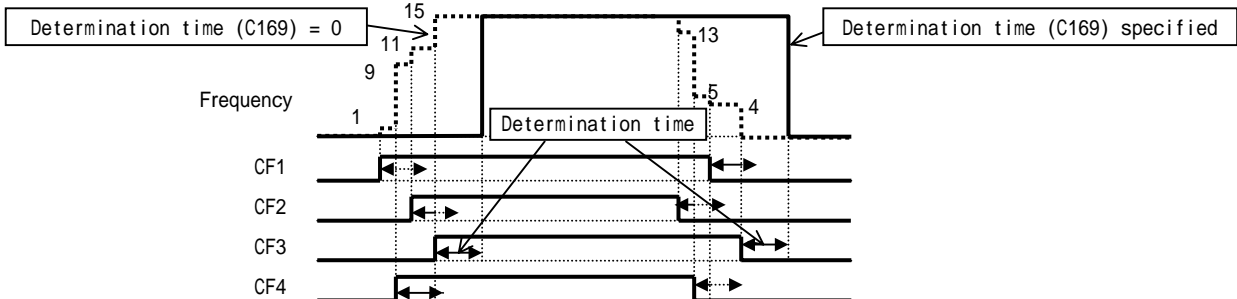 Determination time (C169) = 0
15
Determination time (C169) specified
11
13
9
Frequency
1
5
4
Determination time
CF1
CF2
CF3
CF4